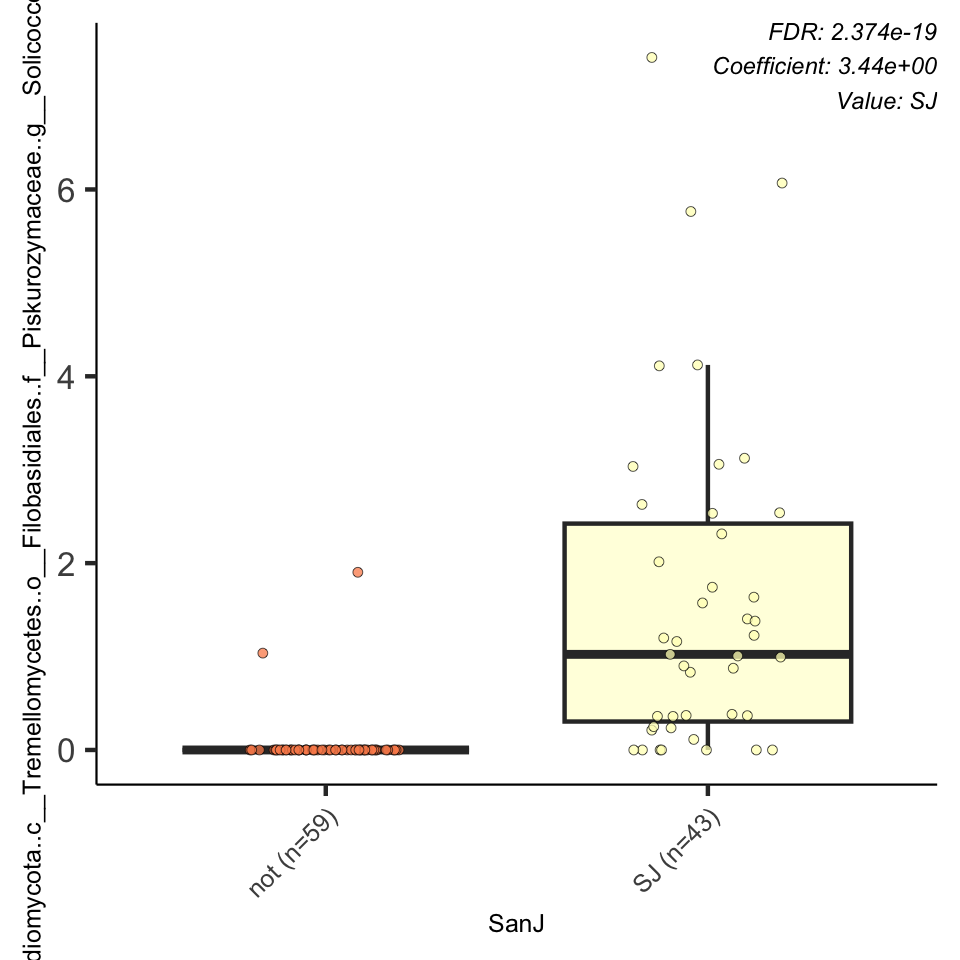 FDR: 2.374e-19
Coefficient: 3.44e+00
Value: SJ
diomycota..c__Tremellomycetes..o__Filobasidiales..f__Piskurozymaceae..g__Solicocc
6
4
2
0
not (n=59)
SJ (n=43)
SanJ